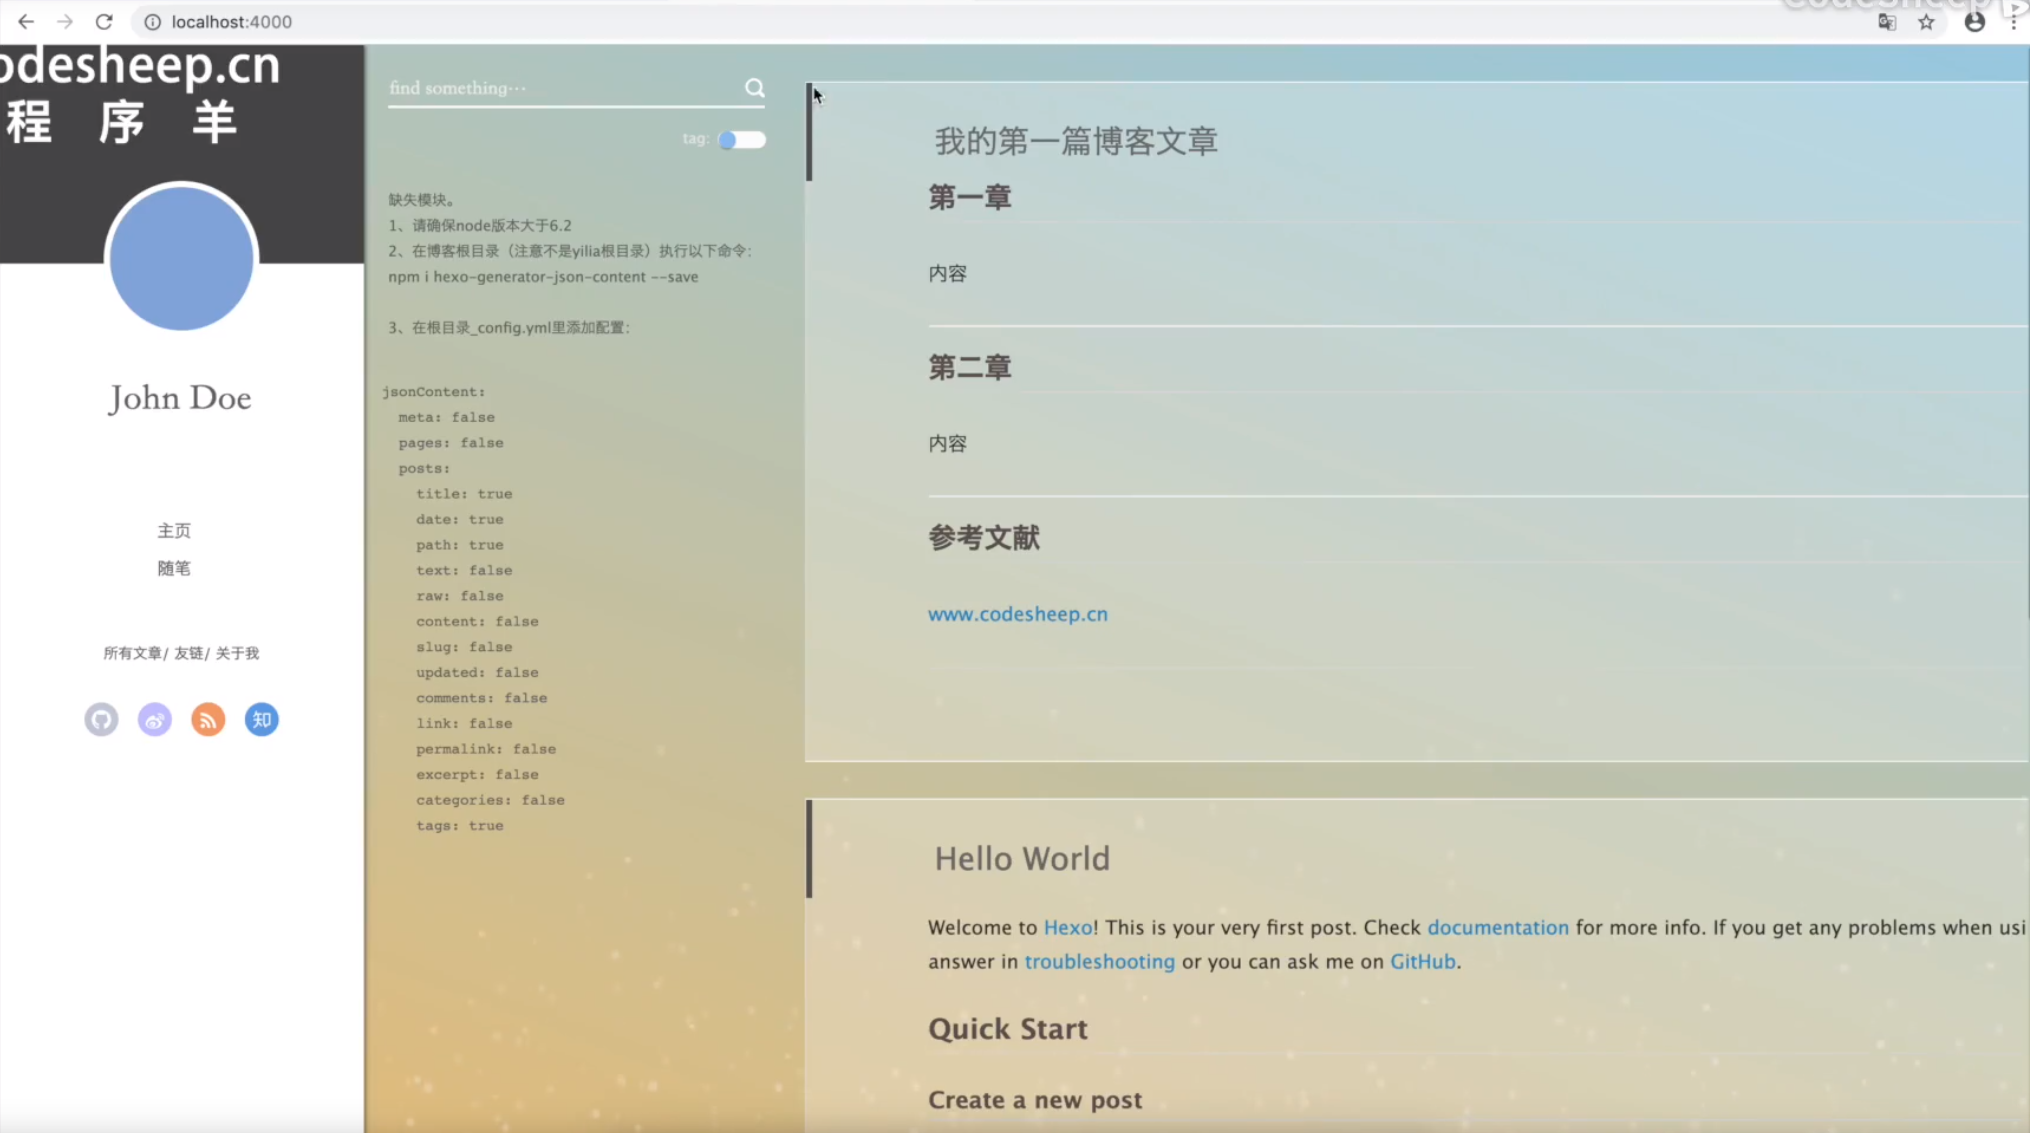 localhost:4000
CodeSheep
odesheep.cn
程 序 羊
John Doe
主页
随笔
所有文章/ 友链/ 关于我
知
find something…
tag:
缺失模块。
1、请确保node版本大于6.2
2、在博客根目录（注意不是yilia根目录）执行以下命令：
npm i hexo-generator-json-content --save
3、在根目录_config.yml里添加配置：
jsonContent:
meta: false
pages: false
posts:
title: true
date: true
path: true
text: false
raw: false
content: false
slug: false
updated: false
comments: false
link: false
permalink: false
excerpt: false
categories: false
tags: true
我的第一篇博客文章
第一章
内容
第二章
内容
参考文献
www.codesheep.cn
Hello World
Welcome to Hexo! This is your very first post. Check documentation for more info. If you get any problems when usi
answer in troubleshooting or you can ask me on GitHub.
Quick Start
Create a new post